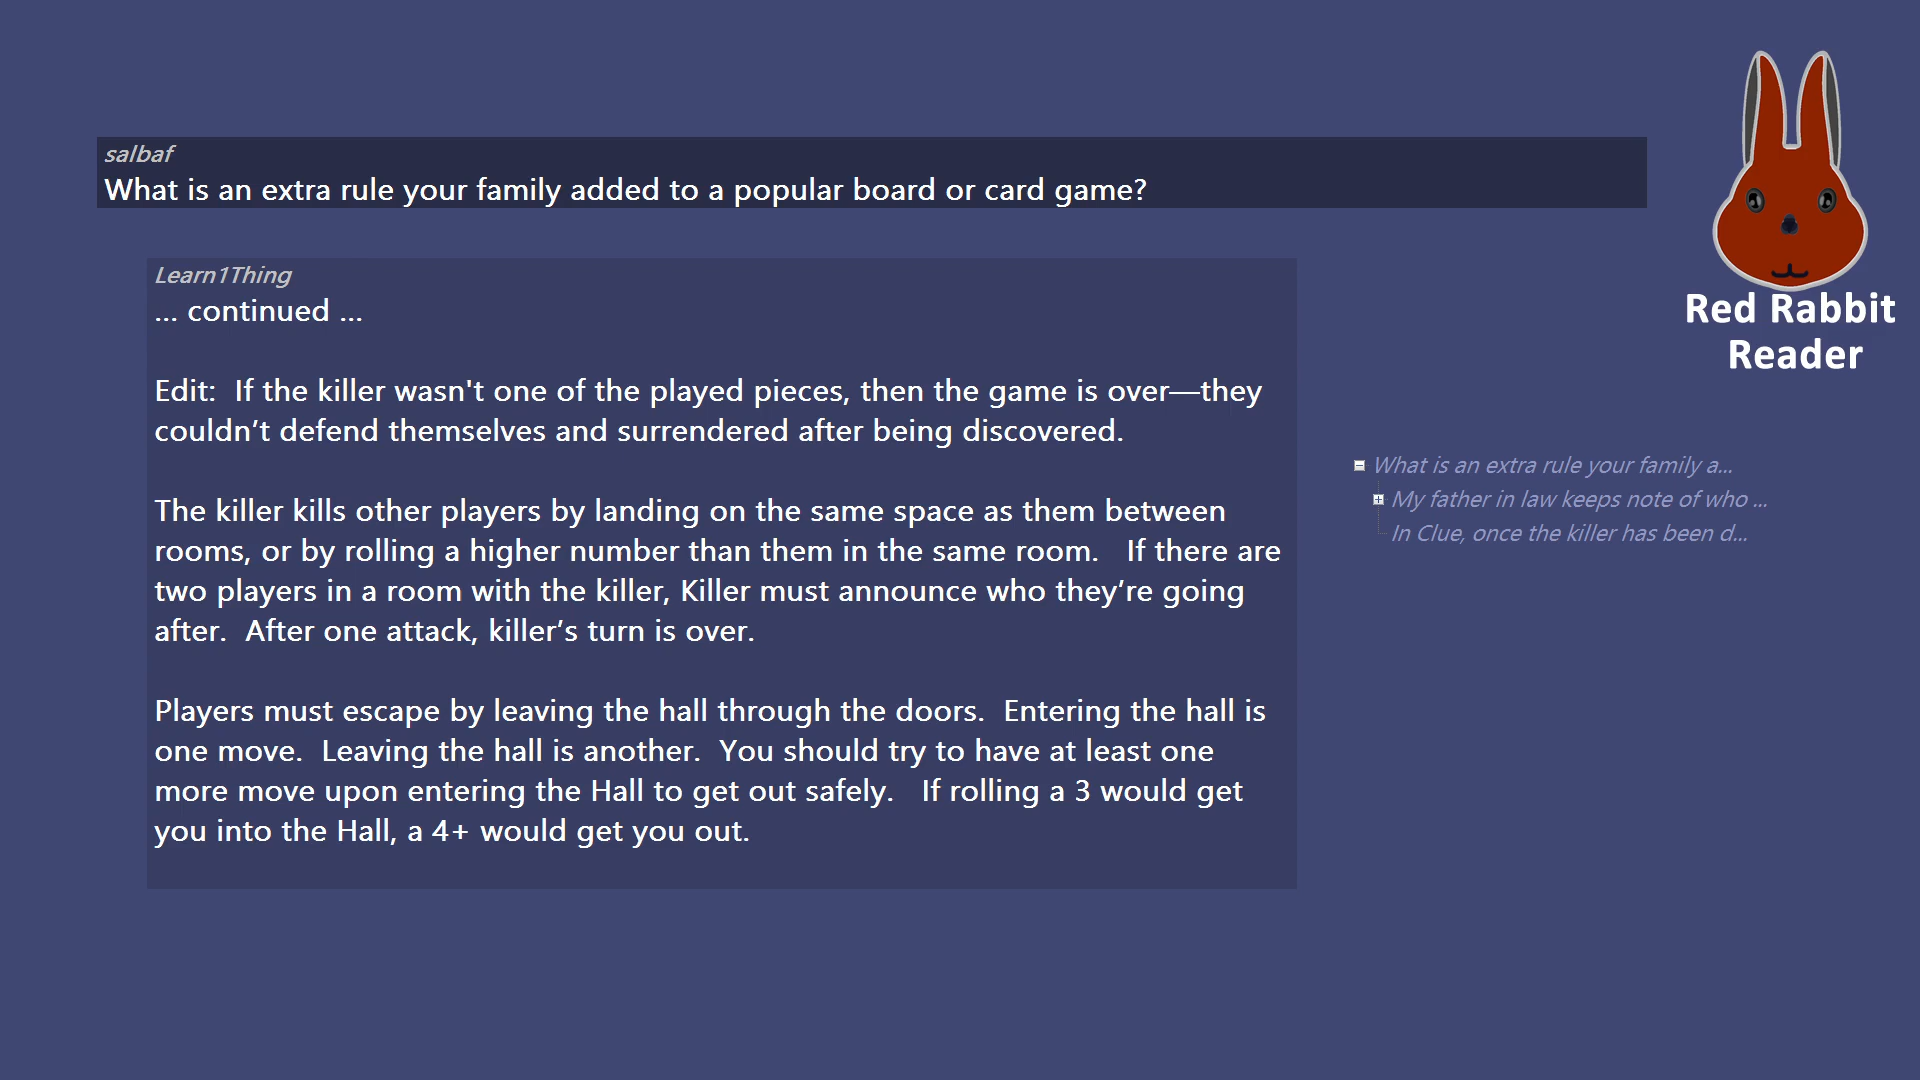 salbaf
What is an extra rule your family added to a popular board or card game?
Learn1Thing
... continued ...
Edit:  If the killer wasn't one of the played pieces, then the game is over—they
couldn’t defend themselves and surrendered after being discovered.
The killer kills other players by landing on the same space as them between
rooms, or by rolling a higher number than them in the same room.   If there are
two players in a room with the killer, Killer must announce who they’re going
after.  After one attack, killer’s turn is over.
Players must escape by leaving the hall through the doors.  Entering the hall is
one move.  Leaving the hall is another.  You should try to have at least one
more move upon entering the Hall to get out safely.   If rolling a 3 would get
you into the Hall, a 4+ would get you out.
Red Rabbit
Reader
What is an extra rule your family a...
My father in law keeps note of who ...
In Clue, once the killer has been d...